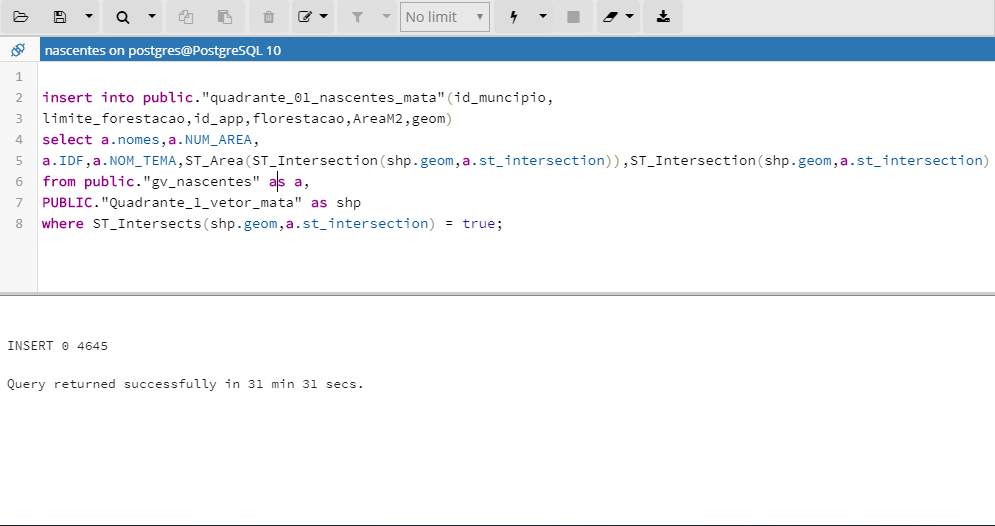 No limit
nascentes on postgres@PostgreSQL 10
1
2 insert into public."quadrante_01_nascentes_mata"(id_muncipio,
3 limite_forestacao,id_app,florestacao,AreaM2,geom)
4 select a.nomes,a.NUM_AREA,
5 a.IDF,a.NOM_TEMA,ST_Area(ST_Intersection(shp.geom,a.st_intersection)),ST_Intersection(shp.geom,a.st_intersection)
6 from public."gv_nascentes" as a,
7 PUBLIC."Quadrante_1_vetor_mata" as shp
8 where ST_Intersects(shp.geom,a.st_intersection) = true;
INSERT 0 4645
Query returned successfully in 31 min 31 secs.